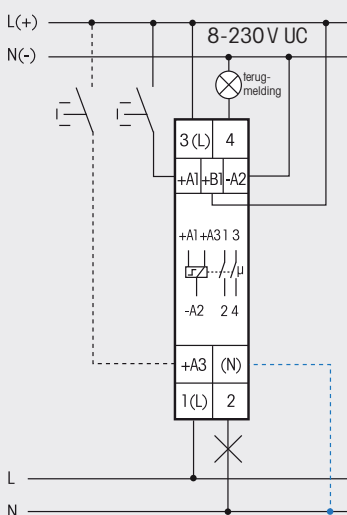 L(+)
8-230V UC
N(-)
terug-
melding
3(L) 4
+A1 +B1 -A2
+A1 +A3 1 3
µ
-A2 2 4
+A3 (N)
1(L) 2
L
N